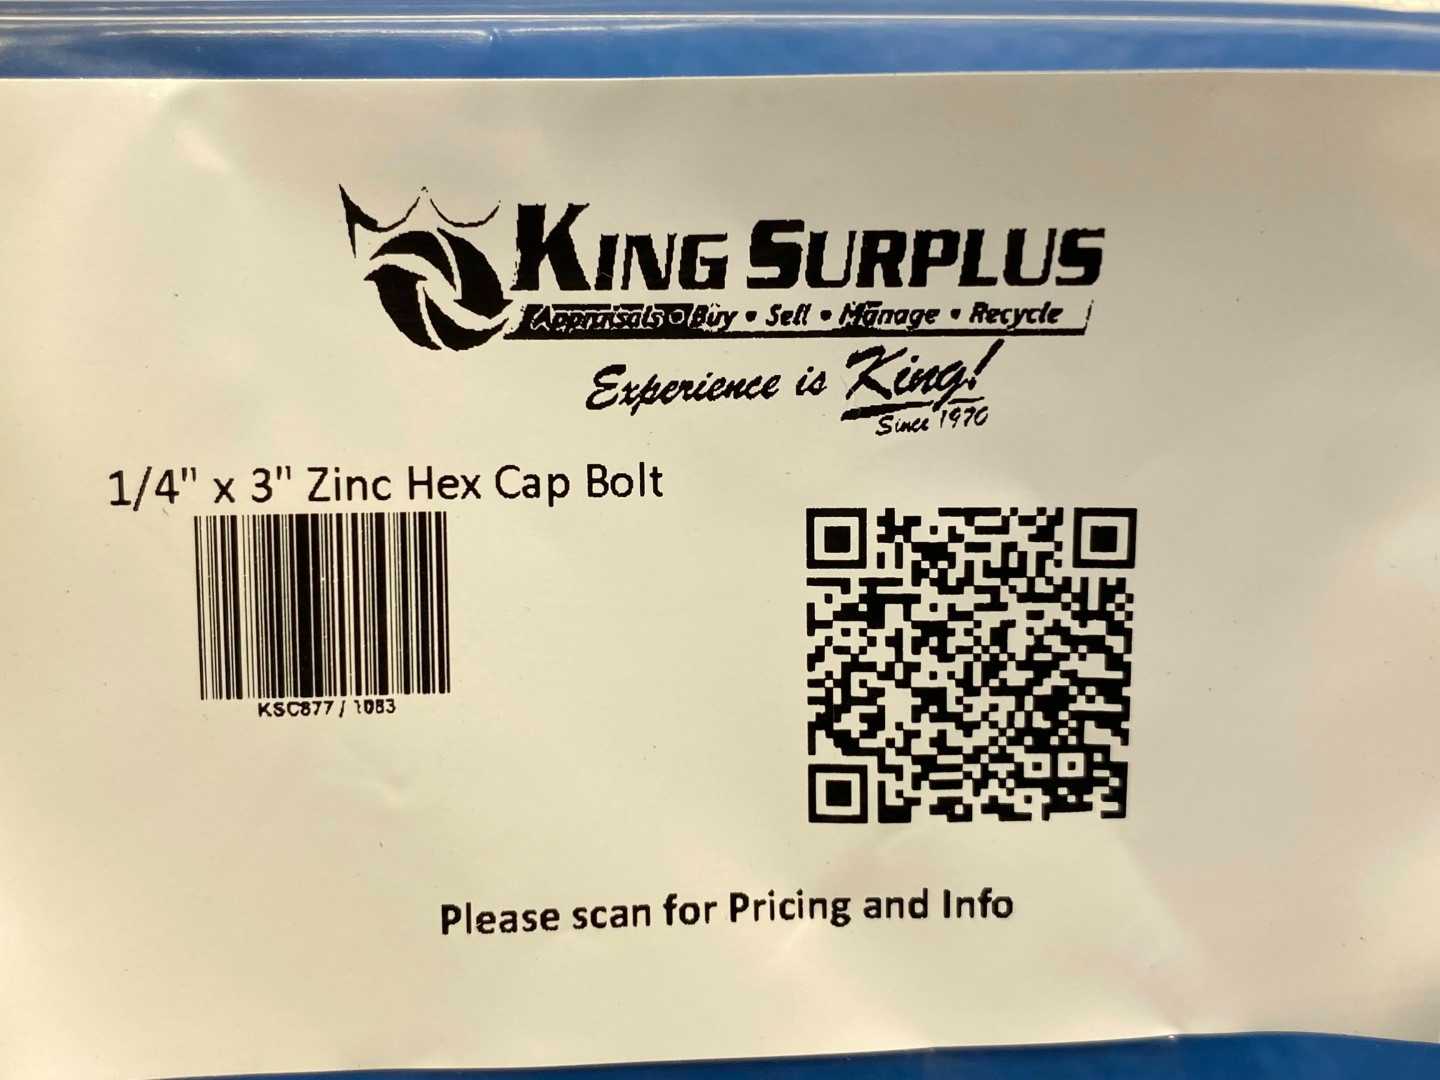 KING SURPLUS
Appraisals • Buy • Sell • Manage • Recycle
Experience is King!
Since 1970
1/4" x 3" Zinc Hex Cap Bolt
KSC877 / 1083
Please scan for Pricing and Info